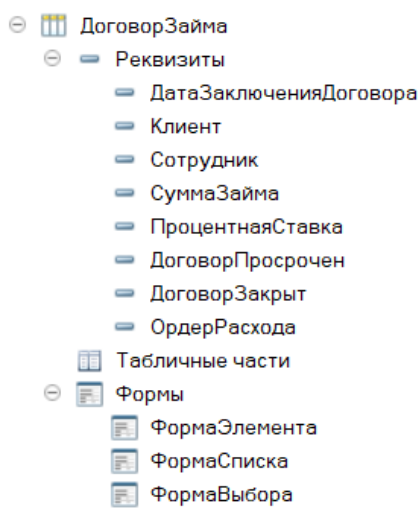 ДоговорЗайма
Реквизиты
ДатаЗаключенияДоговора
Клиент
Сотрудник
СуммаЗайма
ПроцентнаяСтавка
ДоговорПросрочен
ДоговорЗакрыт
ОрдерРасхода
Табличные части
Формы
ФормаЭлемента
ФормаСписка
ФормаВыбора